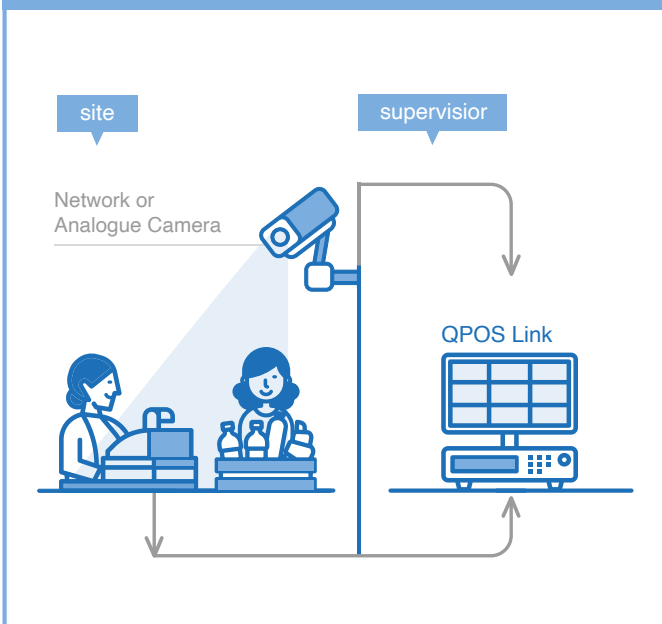 site
supervisior
Network or
Analogue Camera
QPOS Link